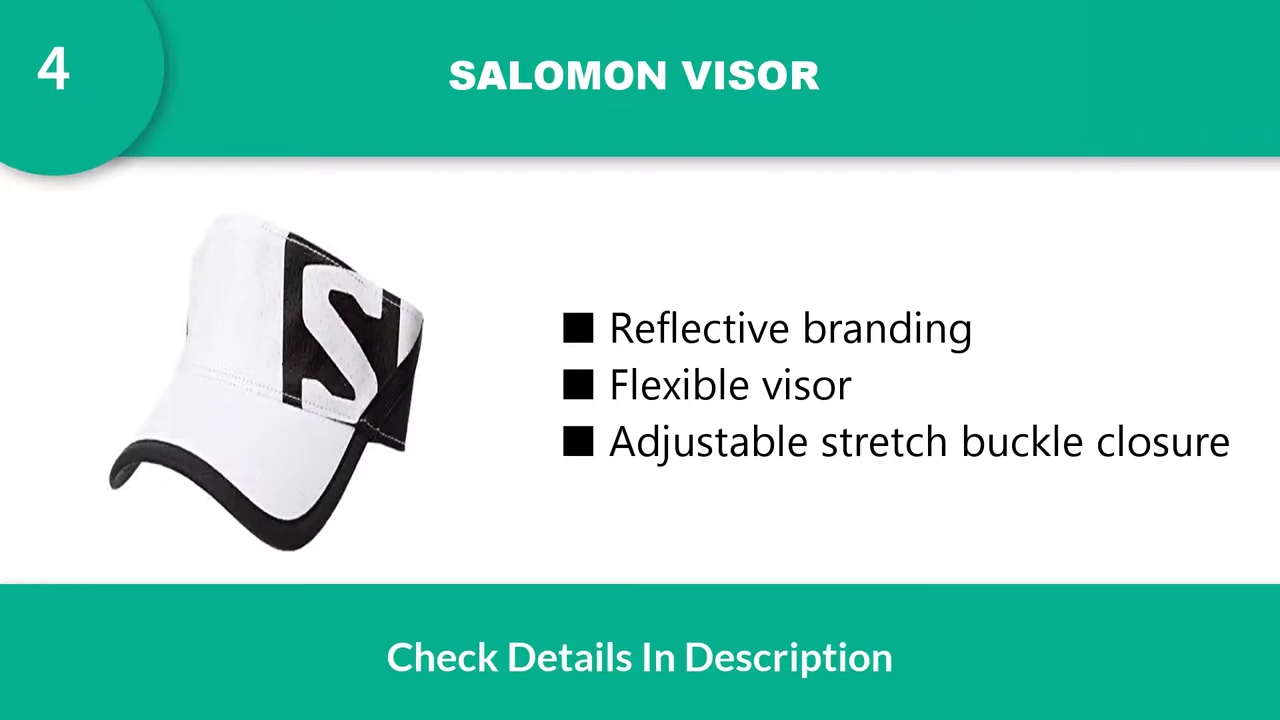 4
SALOMON VISOR
S
Reflective branding
Flexible visor
Adjustable stretch buckle closure
Check Details In Description